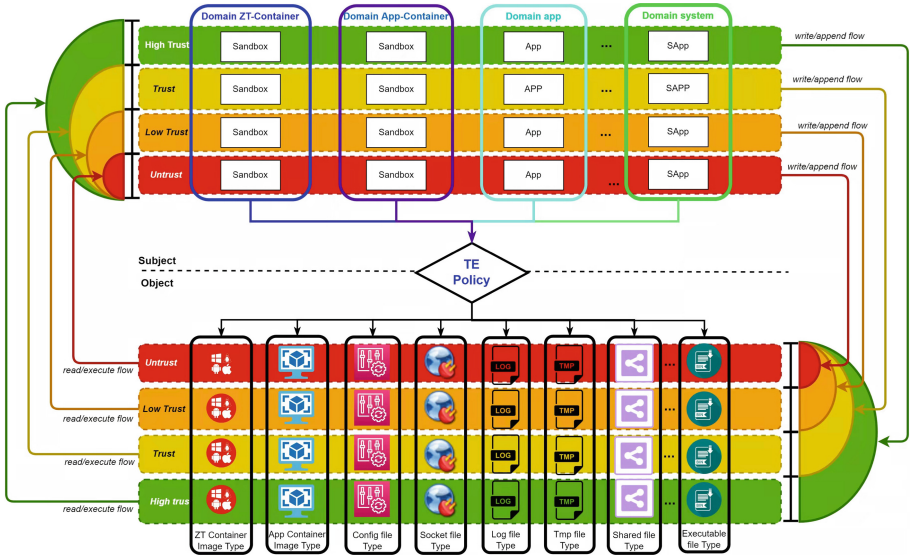 Domain ZT-Container
Domain App-Container
Domain app
Domain system
High Trust
Sandbox
Sandbox
App
...
SApp
write/append flow
Trust
Sandbox
Sandbox
APP
...
SAPP
write/append flow
Low Trust
Sandbox
Sandbox
App
...
SApp
write/append flow
Untrust
Sandbox
Sandbox
App
...
SApp
write/append flow
Subject
Object
TE
Policy
Untrust
LOG
TMP
...
read/execute flow
Low Trust
LOG
TMP
...
read/execute flow
Trust
LOG
TMP
...
read/execute flow
High trus
LOG
TMP
...
read/execute flow
ZT Container
Image Type
App Container
Image Type
Config file
Type
Socket file
Type
Log file
Type
Tmp file
Type
Shared file
Type
Executable
file Type